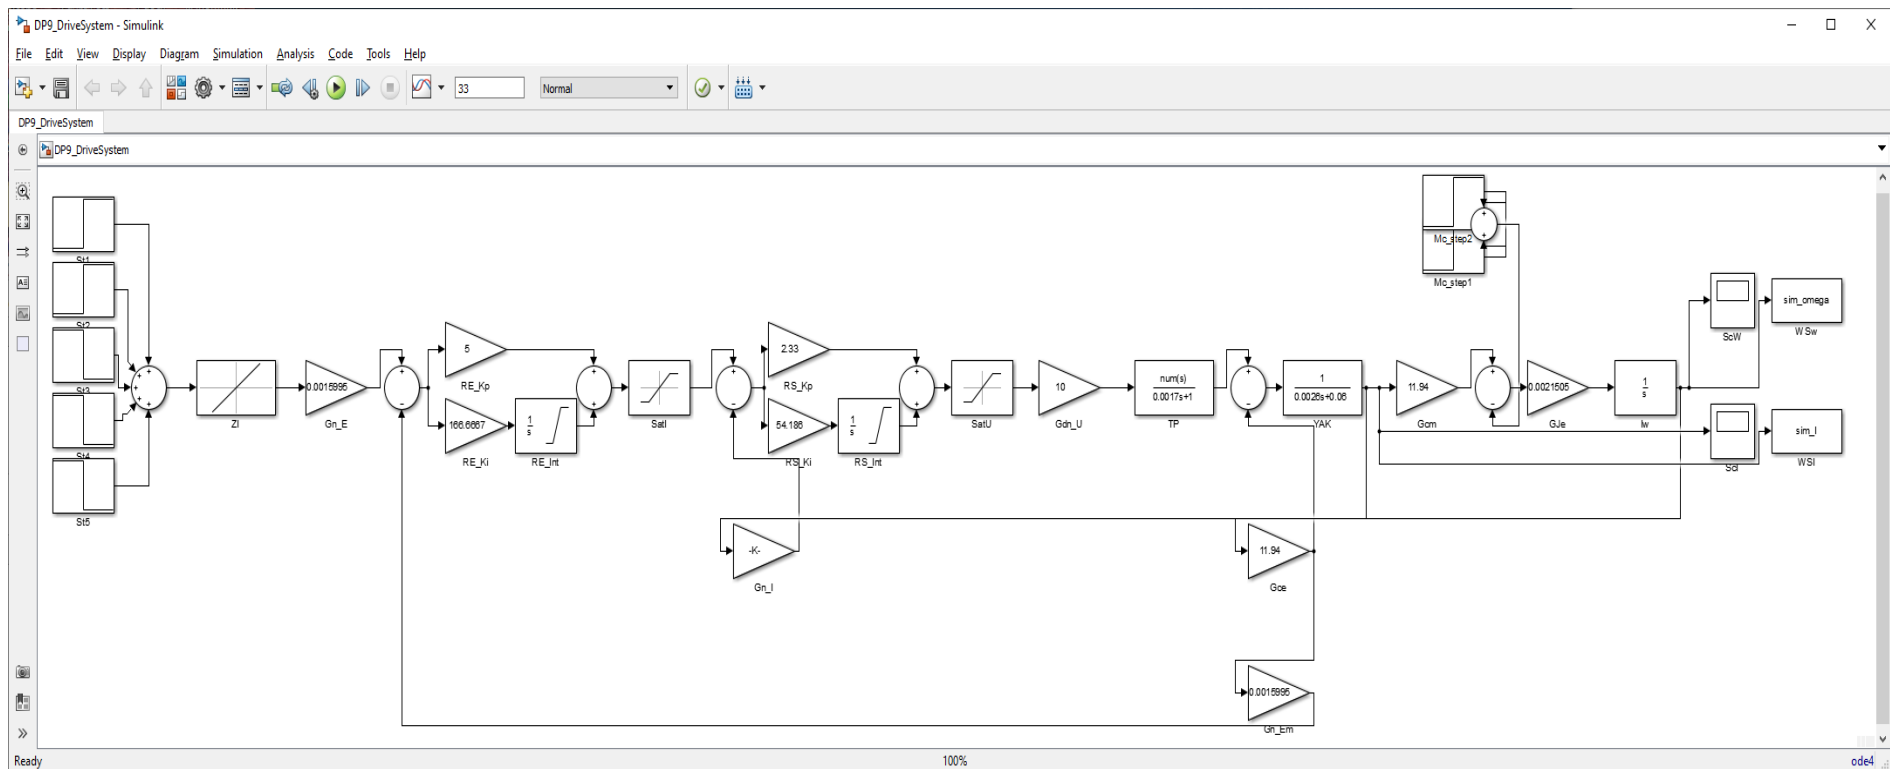 DP9_DriveSystem - Simulink
File Edit View Display Diagram Simulation Analysis Code Tools Help
33 Normal
DP9_DriveSystem
DP9_DriveSystem
St1
St2
St3
St4
St5
ZI
0.0015995
Gn_E
5
RE_Kp
166.6667
RE_Ki
1
s
RE_Int
SatI
2.33
RS_Kp
54.186
RS_Ki
1
s
RS_Int
SatU
10
Gdn_U
num(s)
0.0017s+1
TP
1
0.0026s+0.06
YAK
11.94
Gcm
Mc_step2
Mc_step1
0.0021505
GJe
1
s
Iw
ScW
sim_omega
WSw
ScI
sim_I
WSI
-K-
Gn_I
11.94
Gce
0.0015995
Gn_Em
Ready 100% ode4